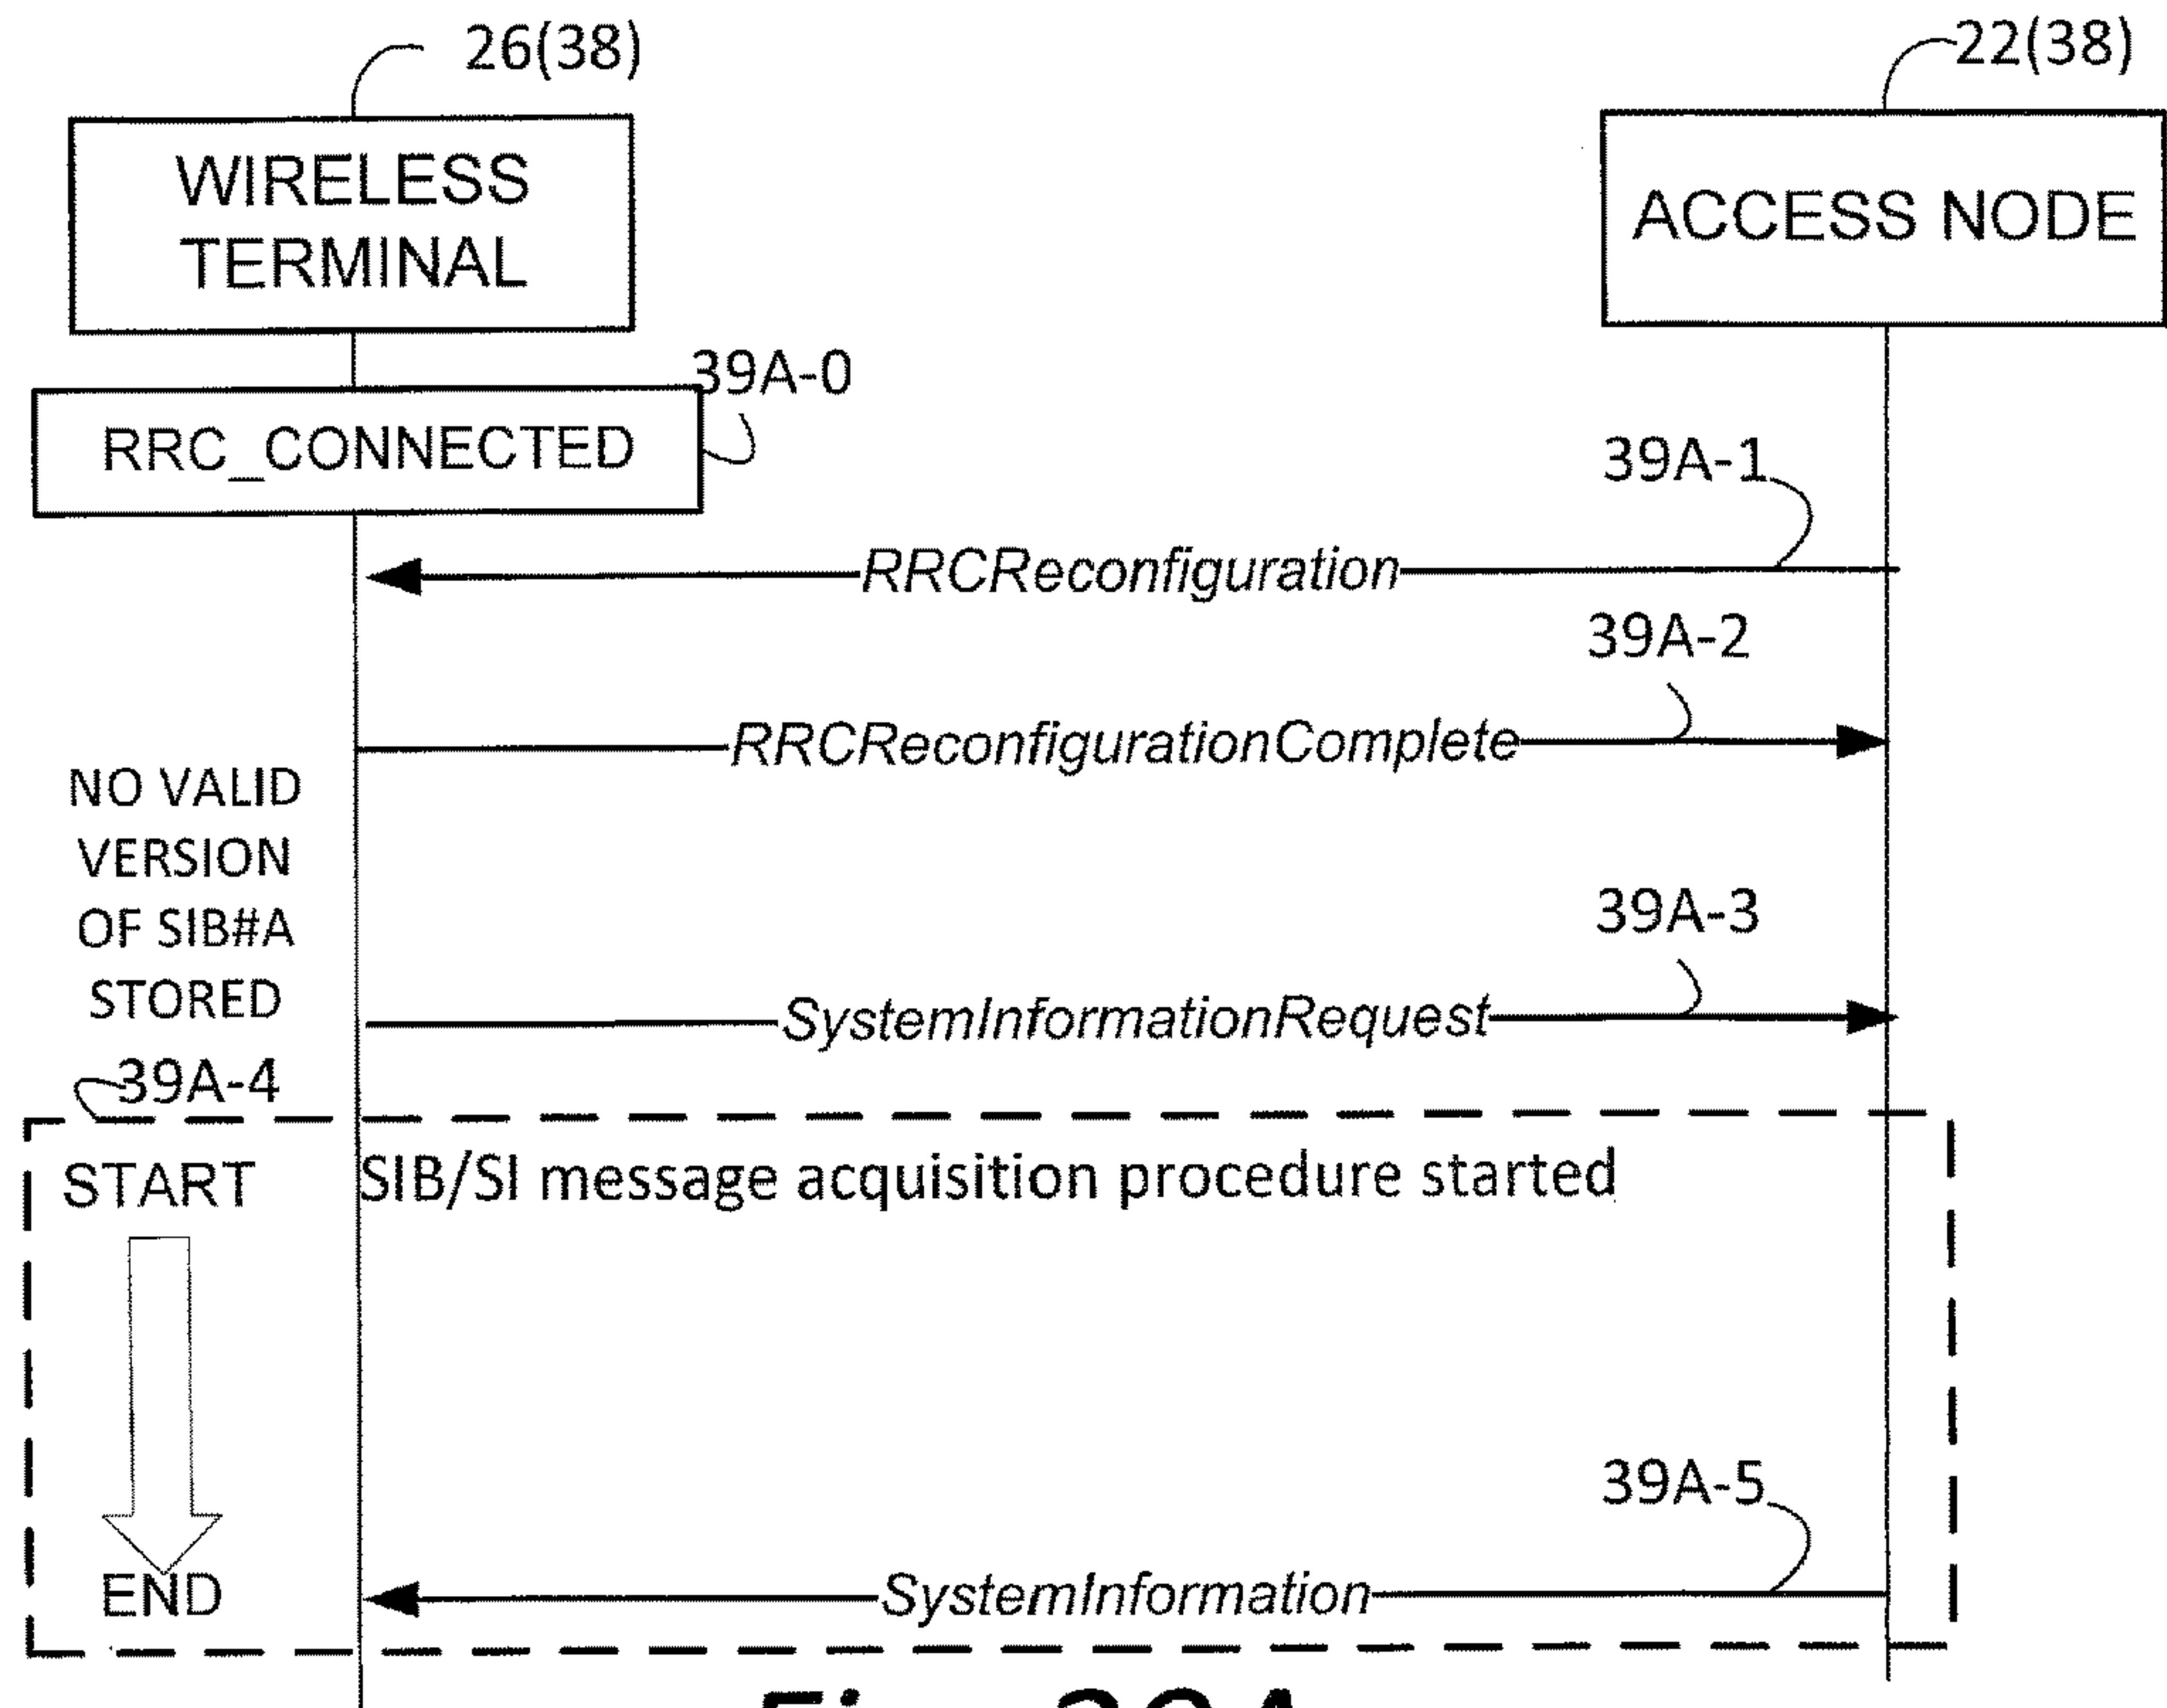 26(38)
22(38)
WIRELESS
TERMINAL
ACCESS NODE
39A-0
RRC_CONNECTED
39A-1
RRCReconfiguration
39A-2
RRCReconfigurationComplete
NO VALID
VERSION
OF SIB#A
STORED
39A-3
SystemInformationRequest
39A-4
START
SIB/SI message acquisition procedure started
39A-5
END
SystemInformation